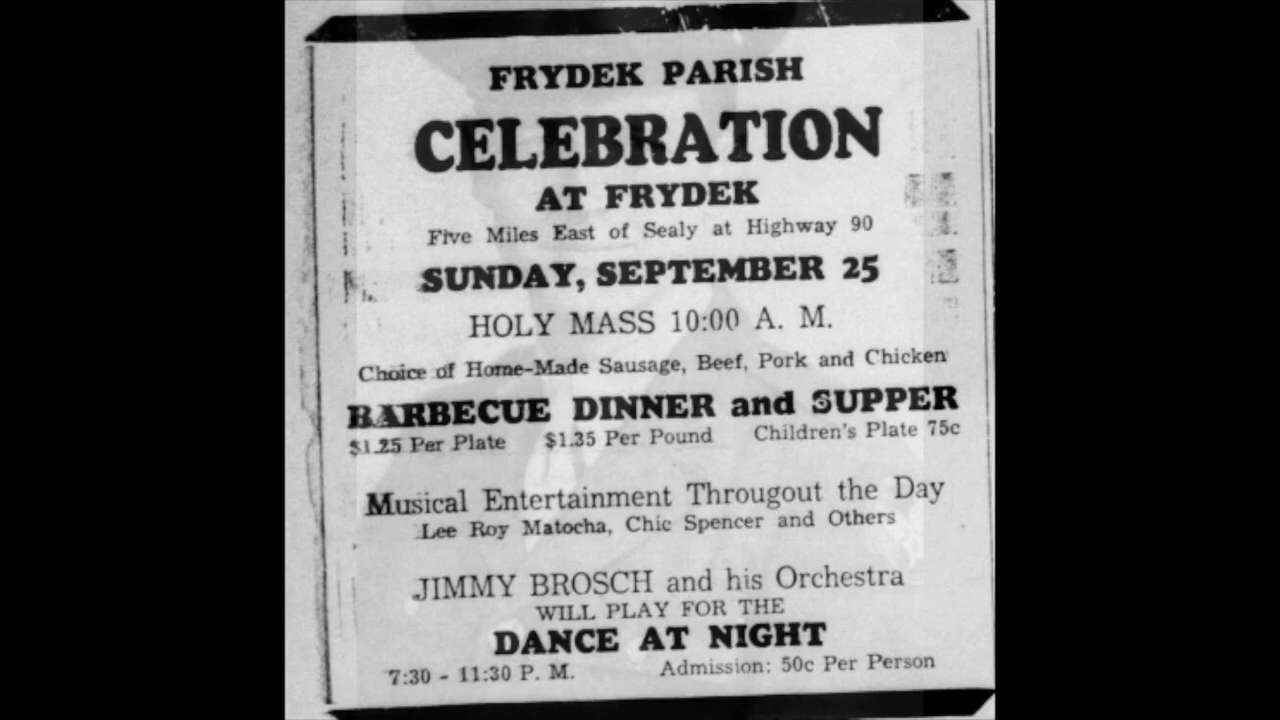 FRYDEK PARISH
CELEBRATION
AT FRYDEK
Five Miles East of Sealy at Highway 90
SUNDAY, SEPTEMBER 25
HOLY MASS 10:00 A. M.
Choice of Home-Made Sausage, Beef, Pork and Chicken
BARBECUE DINNER and SUPPER
$1.25 Per Plate $1.35 Per Pound Children's Plate 75c
Musical Entertainment Througout the Day
Lee Roy Matocha, Chic Spencer and Others
JIMMY BROSCH and his Orchestra
WILL PLAY FOR THE
DANCE AT NIGHT
7:30 - 11:30 P. M. Admission: 50c Per Person